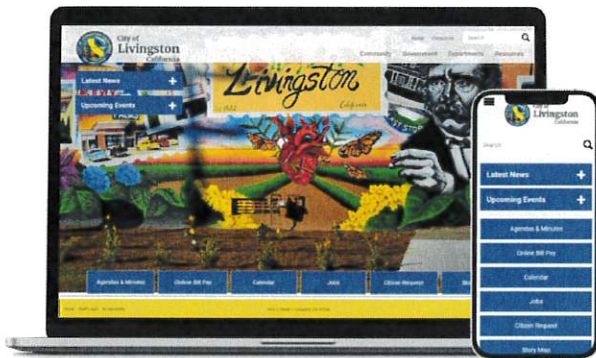 City of
Livingston
California
Search
Community Government Departments Resources
Latest News +
Upcoming Events +
Livingston
1922
California
Agendas & Minutes
Online Bill Pay
Calendar
Jobs
Citizen Request
City of
Livingston
California
Search
Latest News +
Upcoming Events +
Agendas & Minutes
Online Bill Pay
Calendar
Jobs
Citizen Request
Story Map